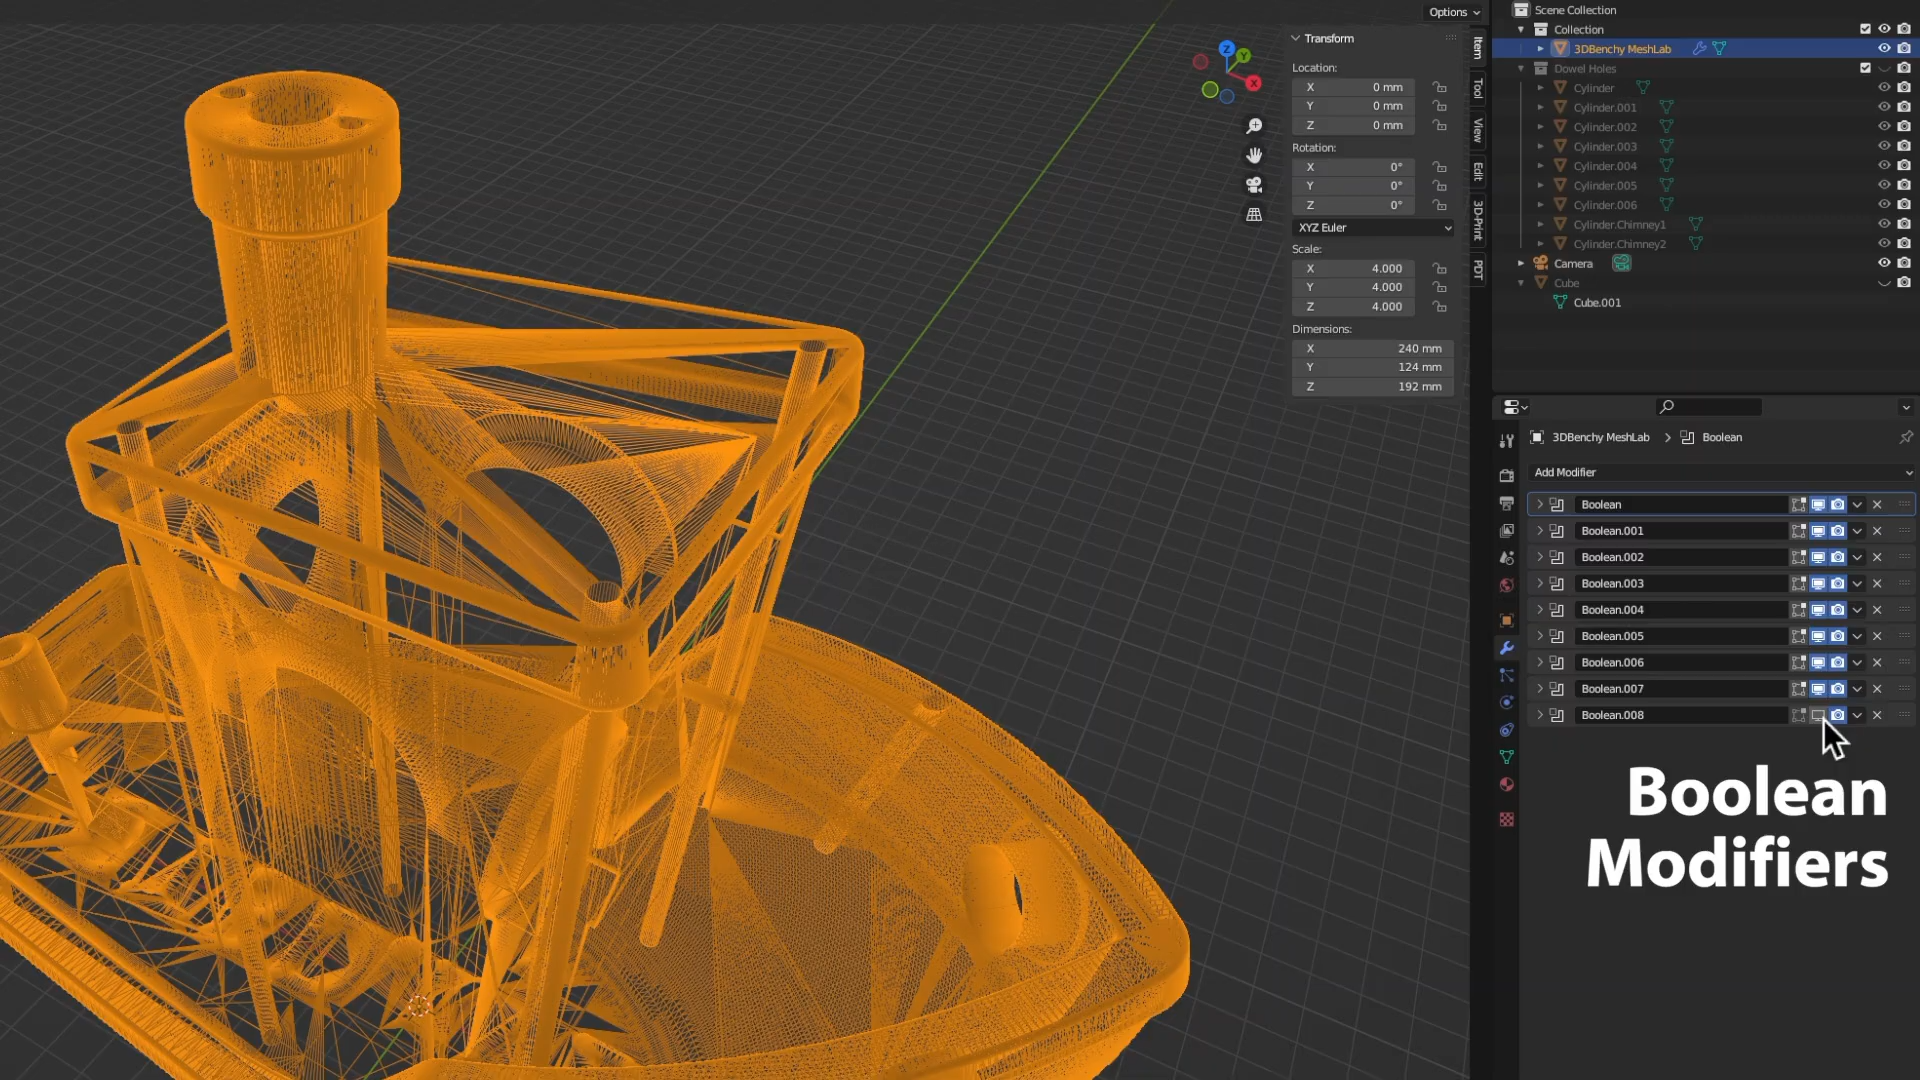 Options
Transform
Location:
X 0 mm
Y 0 mm
Z 0 mm
Rotation:
X 0°
Y 0°
Z 0°
XYZ Euler
Scale:
X 4.000
Y 4.000
Z 4.000
Dimensions:
X 240 mm
Y 124 mm
Z 192 mm
Z
Y
X
Item
Tool
View
Edit
3D-Print
PDT
Scene Collection
Collection
3DBenchy MeshLab
Dowel Holes
Cylinder
Cylinder.001
Cylinder.002
Cylinder.003
Cylinder.004
Cylinder.005
Cylinder.006
Cylinder.Chimney1
Cylinder.Chimney2
Camera
Cube
Cube.001
3DBenchy MeshLab > Boolean
Add Modifier
Boolean
Boolean.001
Boolean.002
Boolean.003
Boolean.004
Boolean.005
Boolean.006
Boolean.007
Boolean.008
Boolean
Modifiers